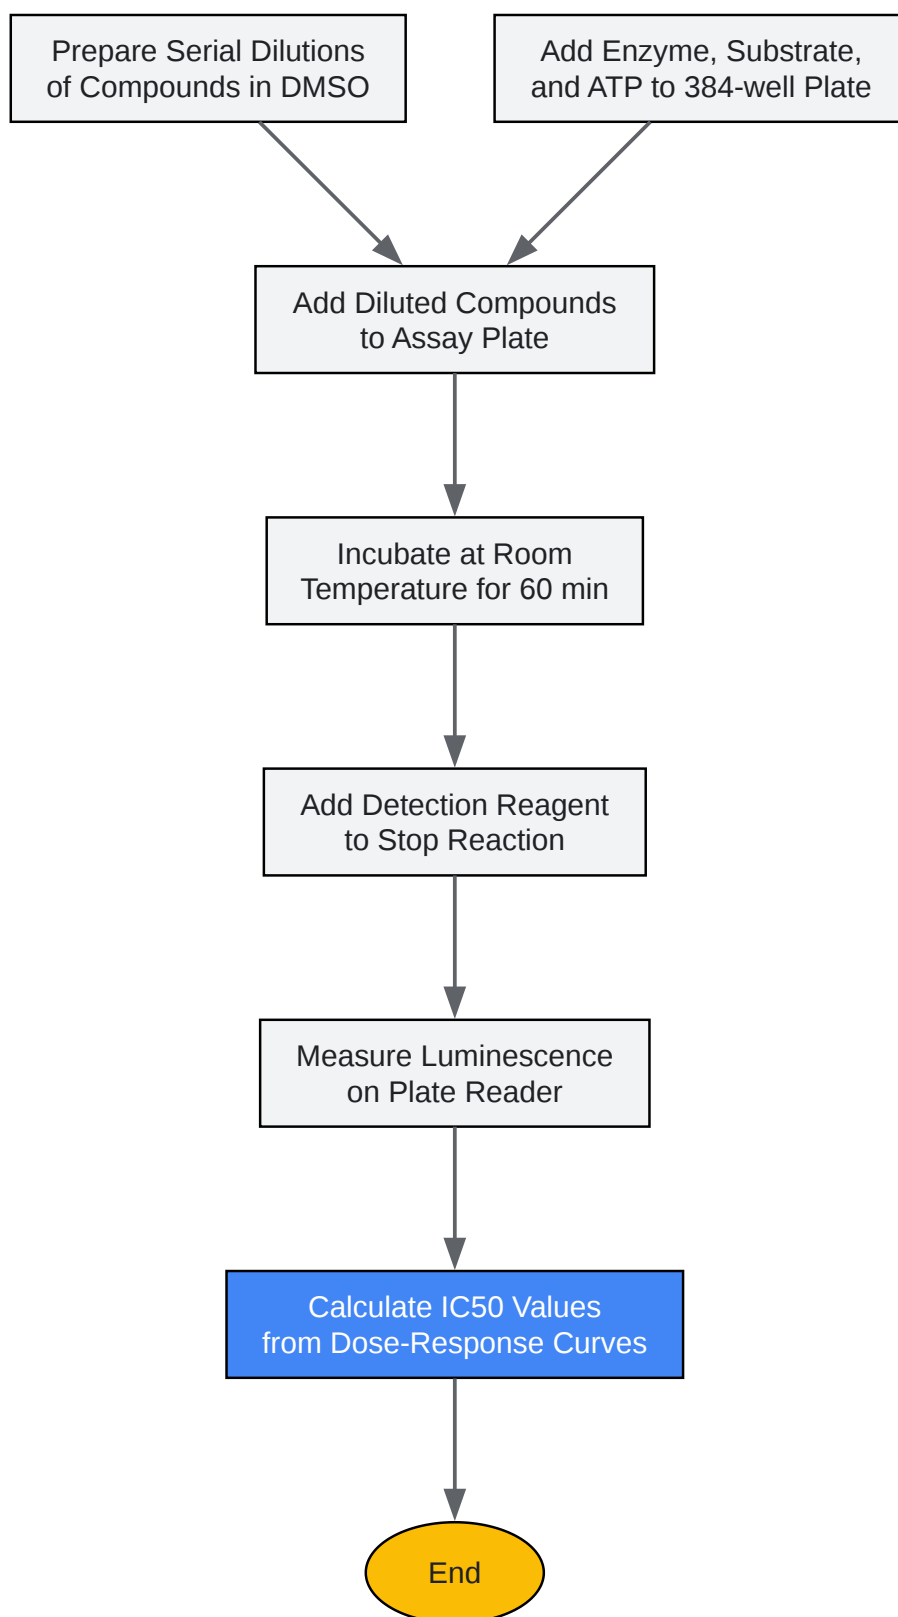 Prepare Serial Dilutions
of Compounds in DMSO
Add Enzyme, Substrate,
and ATP to 384-well Plate
Add Diluted Compounds
to Assay Plate
Incubate at Room
Temperature for 60 min
Add Detection Reagent
to Stop Reaction
Measure Luminescence
on Plate Reader
Calculate IC50 Values
from Dose-Response Curves
End